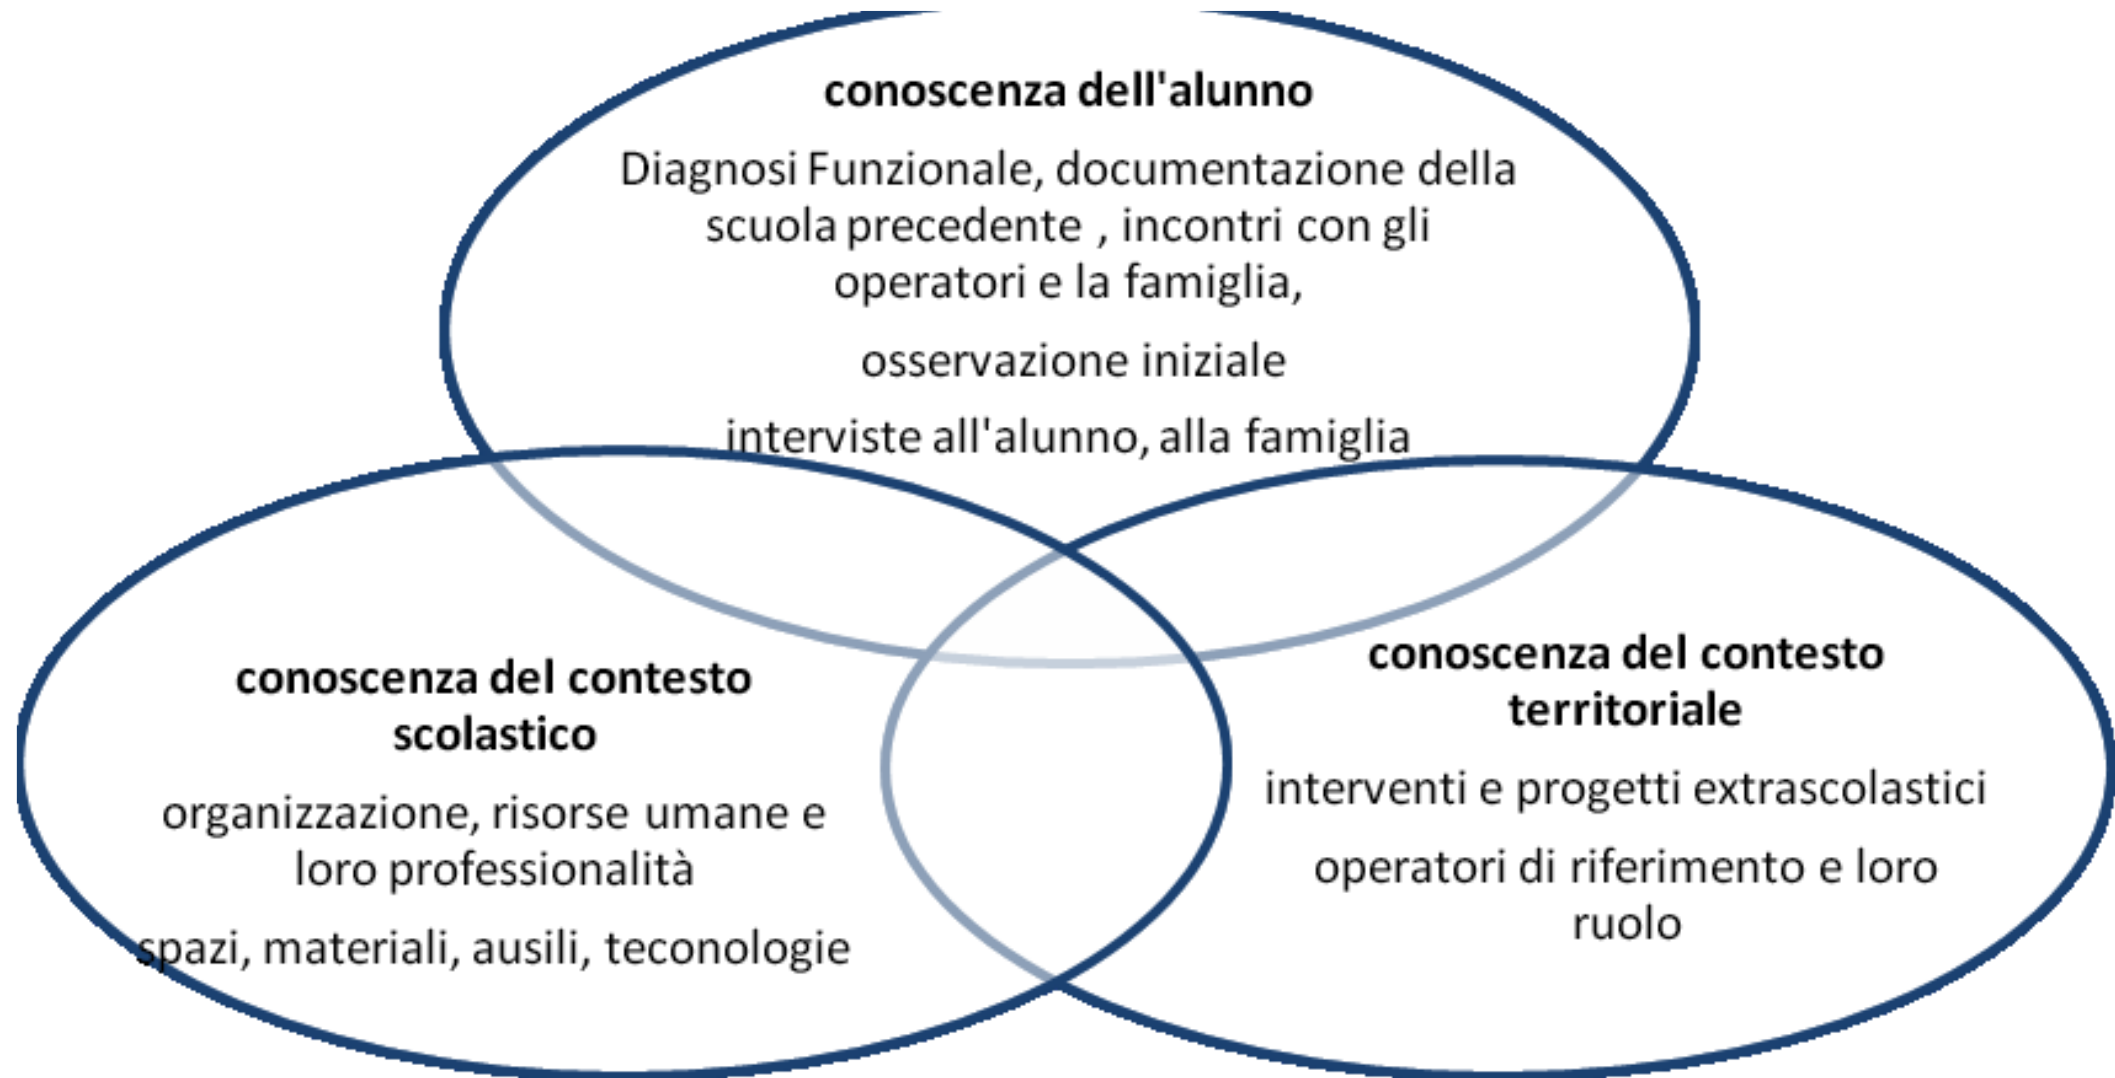 conoscenza dell'alunno
Diagnosi Funzionale, documentazione della
scuola precedente , incontri con gli
operatori e la famiglia,
osservazione iniziale
interviste all'alunno, alla famiglia
conoscenza del contesto
scolastico
organizzazione, risorse umane e
loro professionalità
spazi, materiali, ausili, teconologie
conoscenza del contesto
territoriale
interventi e progetti extrascolastici
operatori di riferimento e loro
ruolo